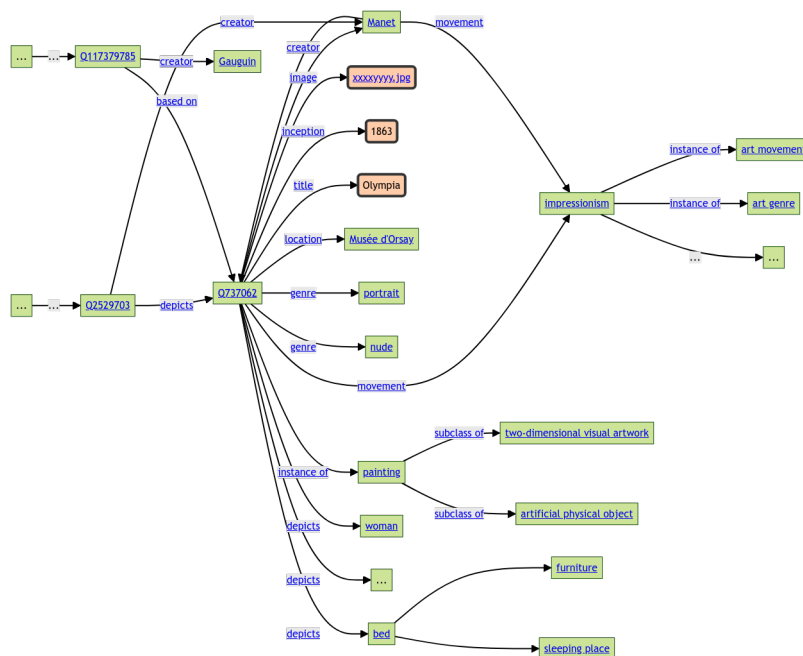 creator
Manet
movement
...
...
Q117379785
creator
Gauguin
creator
image
xxxxyyyy.jpg
based on
inception
1863
instance of
art movement
title
Olympia
impressionism
instance of
art genre
location
Musée d'Orsay
...
...
...
...
Q2529703
depicts
Q737062
genre
portrait
genre
nude
movement
subclass of
two-dimensional visual artwork
instance of
painting
subclass of
artificial physical object
depicts
woman
depicts
...
furniture
depicts
bed
sleeping place